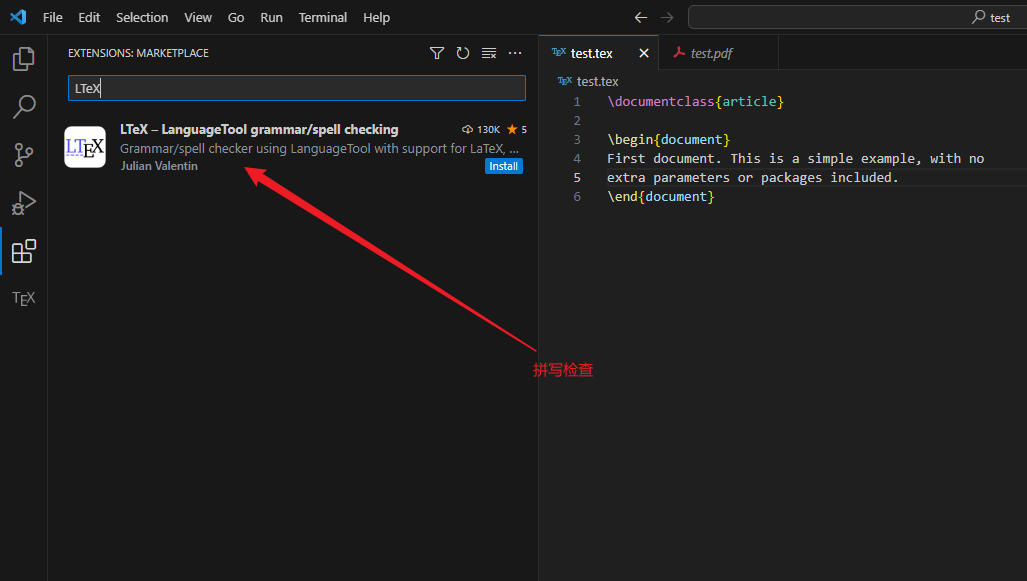 File Edit Selection View Go Run Terminal Help
test
EXTENSIONS: MARKETPLACE
LTeX
LTEX
LTeX – LanguageTool grammar/spell checking
130K
5
Grammar/spell checker using LanguageTool with support for LaTeX, ...
Julian Valentin
Install
拼写检查
TEX
TEX test.tex
test.pdf
TEX test.tex
1 \documentclass{article}
2
3 \begin{document}
4 First document. This is a simple example, with no
5 extra parameters or packages included.
6 \end{document}